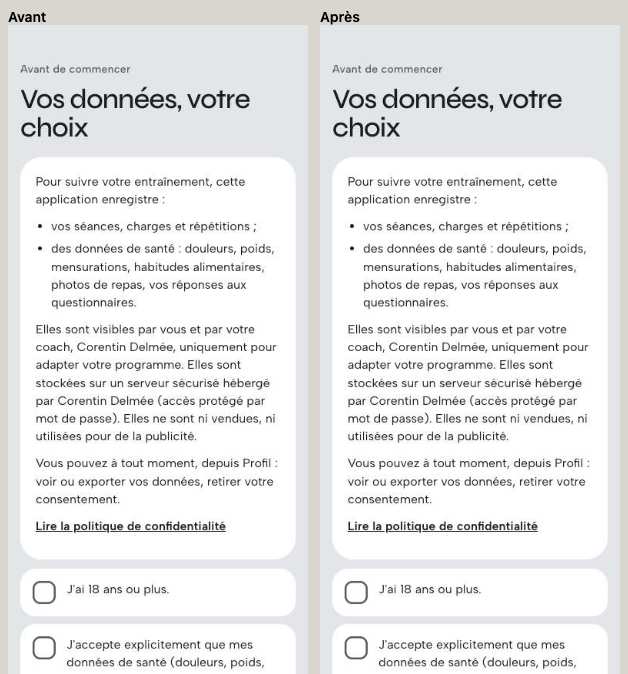 Avant
Avant de commencer
Vos données, votre
choix
Pour suivre votre entraînement, cette
application enregistre :
• vos séances, charges et répétitions ;
• des données de santé : douleurs, poids,
mensurations, habitudes alimentaires,
photos de repas, vos réponses aux
questionnaires.
Elles sont visibles par vous et par votre
coach, Corentin Delmée, uniquement pour
adapter votre programme. Elles sont
stockées sur un serveur sécurisé hébergé
par Corentin Delmée (accès protégé par
mot de passe). Elles ne sont ni vendues, ni
utilisées pour de la publicité.
Vous pouvez à tout moment, depuis Profil :
voir ou exporter vos données, retirer votre
consentement.
Lire la politique de confidentialité
J'ai 18 ans ou plus.
J'accepte explicitement que mes
données de santé (douleurs, poids,
Après
Avant de commencer
Vos données, votre
choix
Pour suivre votre entraînement, cette
application enregistre :
• vos séances, charges et répétitions ;
• des données de santé : douleurs, poids,
mensurations, habitudes alimentaires,
photos de repas, vos réponses aux
questionnaires.
Elles sont visibles par vous et par votre
coach, Corentin Delmée, uniquement pour
adapter votre programme. Elles sont
stockées sur un serveur sécurisé hébergé
par Corentin Delmée (accès protégé par
mot de passe). Elles ne sont ni vendues, ni
utilisées pour de la publicité.
Vous pouvez à tout moment, depuis Profil :
voir ou exporter vos données, retirer votre
consentement.
Lire la politique de confidentialité
J'ai 18 ans ou plus.
J'accepte explicitement que mes
données de santé (douleurs, poids,